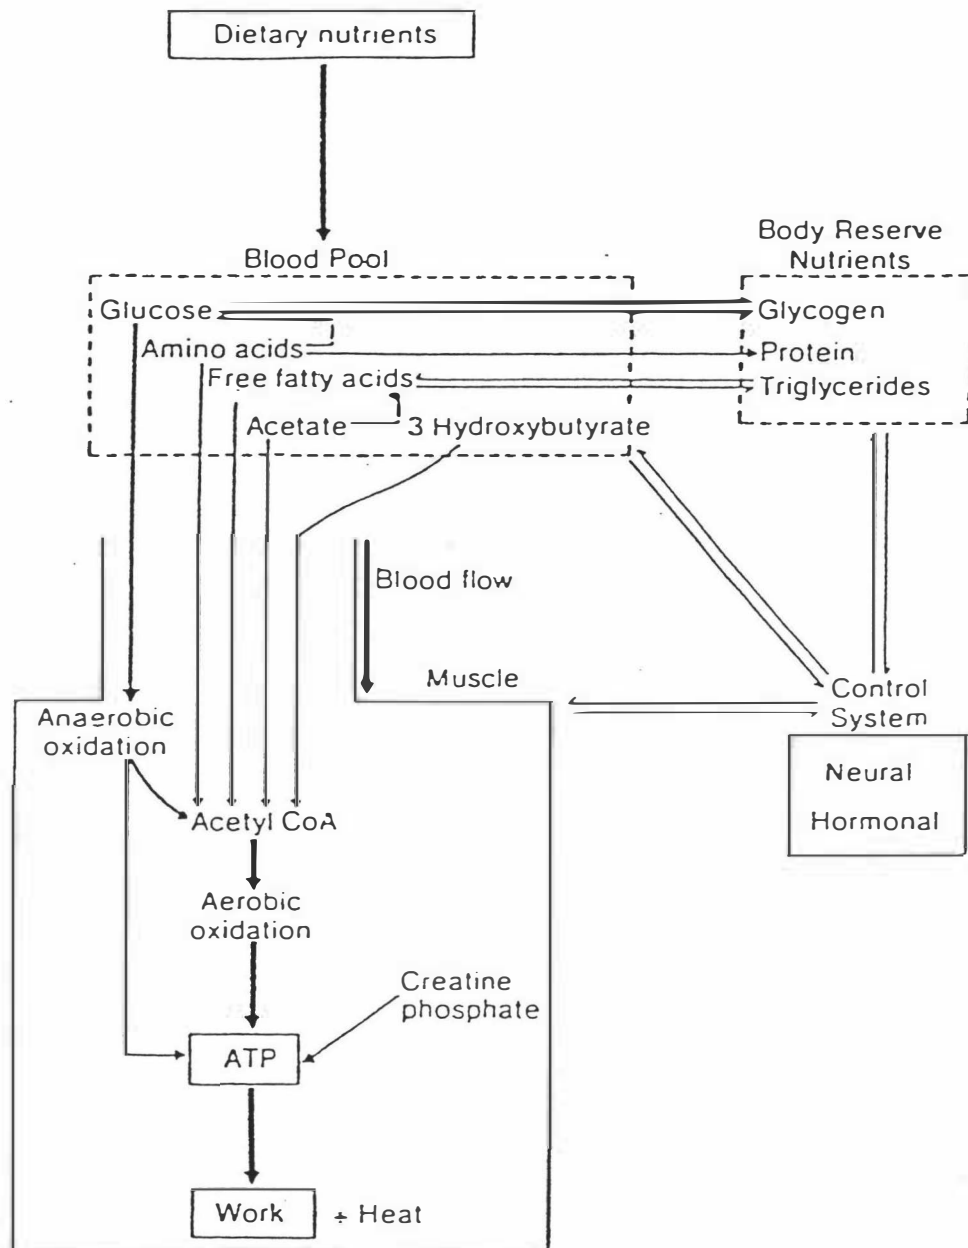 Dietary nutrients
Blood Pool
Body Reserve
Nutrients
Glucose
Glycogen
Amino acids
Protein
Free fatty acids
Triglycerides
Acetate
3 Hydroxybutyrate
Blood flow
Muscle
Control
System
Neural
Hormonal
Anaerobic
oxidation
Acetyl CoA
Aerobic
oxidation
Creatine
phosphate
ATP
Work + Heat